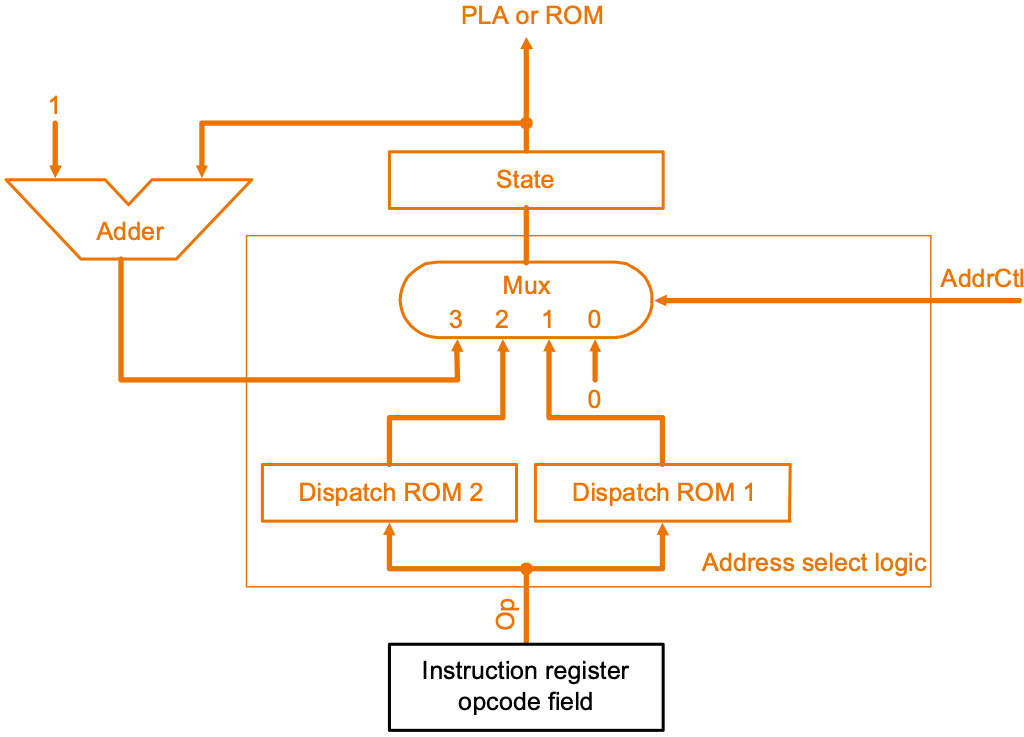 PLA or ROM
1
State
Adder
AddrCtl
Mux
3 2 1 0
0
Dispatch ROM 2
Dispatch ROM 1
Address select logic
Op
Instruction register
opcode field